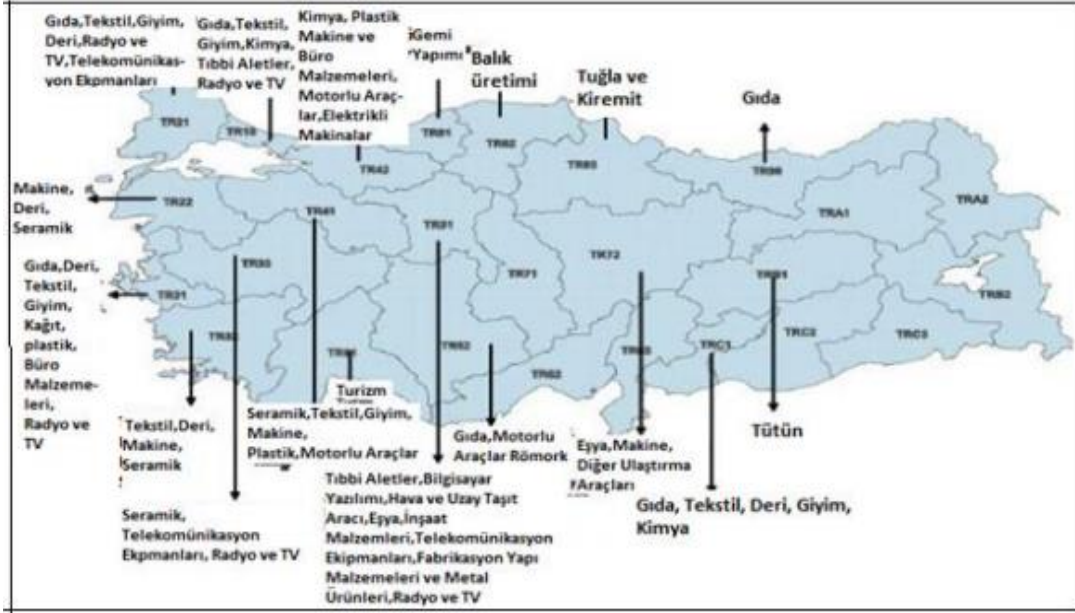 Gıda,Tekstil,Giyim,
Deri,Radyo ve
TV,Telekomünikas-
yon Ekpmanları
Gıda,Tekstil,
Giyim,Kimya,
Tıbbi Aletler,
Radyo ve TV
Kimya, Plastik
Makine ve
Büro
Malzemeleri,
Motorlu Araç-
lar,Elektrikli
Makinalar
Gemi
Yapımı
Balık
üretimi
Tuğla ve
Kiremit
Gıda
TR21
TR10
TR42
TR81
TR82
TR83
TR90
TRA1
TRA2
Makine,
Deri,
Seramik
TR22
TR41
TR51
TR71
TR72
TRB1
TRB2
TR33
Gıda,Deri,
Tekstil,
Giyim,
Kağıt,
plastik,
Büro
Malzeme-
leri,
Radyo ve
TV
TR31
TR32
TR52
TR62
TRC1
TRC2
TRC3
Turizm
Tekstil,Deri,
Makine,
Seramik
Seramik,Tekstil,Giyim,
Makine,
Plastik,Motorlu Araçlar
Gıda,Motorlu
Araçlar Römork
Eşya,Makine,
Diğer Ulaştırma
Araçları
Tütün
Seramik,
Telekomünikasyon
Ekpmanları, Radyo ve TV
Tıbbi Aletler,Bilgisayar
Yazılımı,Hava ve Uzay Taşıt
Aracı,Eşya,İnşaat
Malzemleri,Telekomünikasyon
Ekipmanları,Fabrikasyon Yapı
Malzemeleri ve Metal
Ürünleri,Radyo ve TV
Gıda, Tekstil, Deri, Giyim,
Kimya